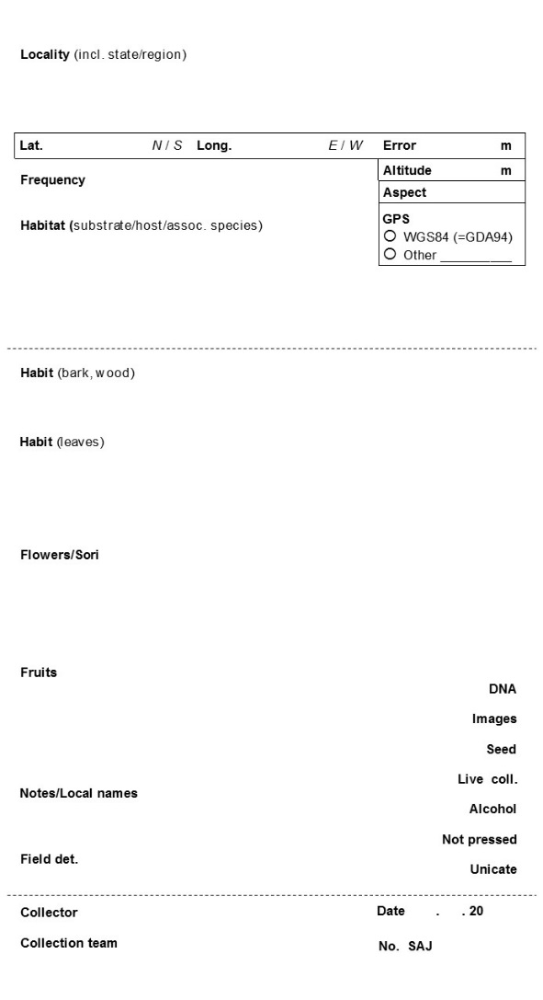 Locality (incl. state/region)
Lat. N / S Long. E / W Error m
Altitude m
Frequency
Aspect
Habitat (substrate/host/assoc. species)
GPS
WGS84 (=GDA94)
Other __________
Habit (bark, wood)
Habit (leaves)
Flowers/Sori
Fruits
DNA
Images
Seed
Live coll.
Notes/Local names
Alcohol
Not pressed
Field det.
Unicate
Collector Date . . 20
Collection team No. SAJ